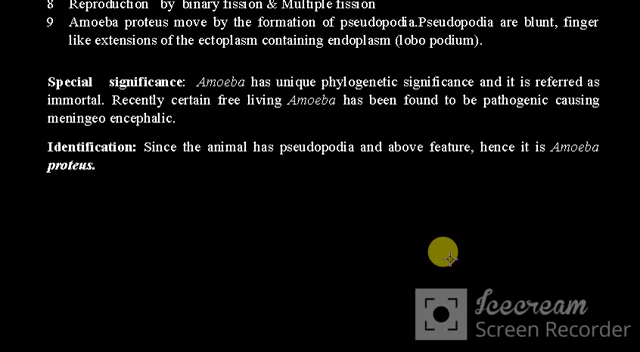 8 Reproduction by binary fission & Multiple fission
9 Amoeba proteus move by the formation of pseudopodia.Pseudopodia are blunt, finger
like extensions of the ectoplasm containing endoplasm (lobo podium).
Special significance: Amoeba has unique phylogenetic significance and it is referred as
immortal. Recently certain free living Amoeba has been found to be pathogenic causing
meningeo encephalic.
Identification: Since the animal has pseudopodia and above feature, hence it is Amoeba
proteus.
Icecream
Screen Recorder